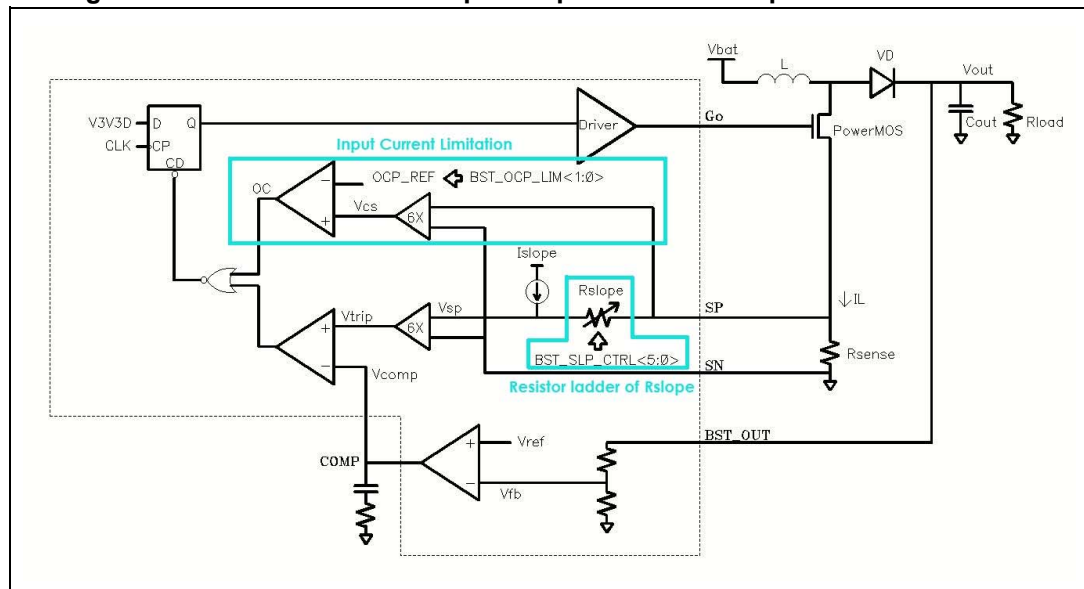 Vbat
L
VD
Vout
Cout
Rload
PowerMOS
V3V3D
D
Q
CLK
CP
CD
Driver
Go
Input Current Limitation
OC
OCP_REF
BST_OCP_LIM<1:0>
−
+
Vcs
6X
Islope
Rslope
SP
IL
Vtrip
6X
Vsp
+
−
BST_SLP_CTRL<5:0>
Rsense
SN
Resistor ladder of Rslope
Vcomp
COMP
+
Vref
BST_OUT
−
Vfb